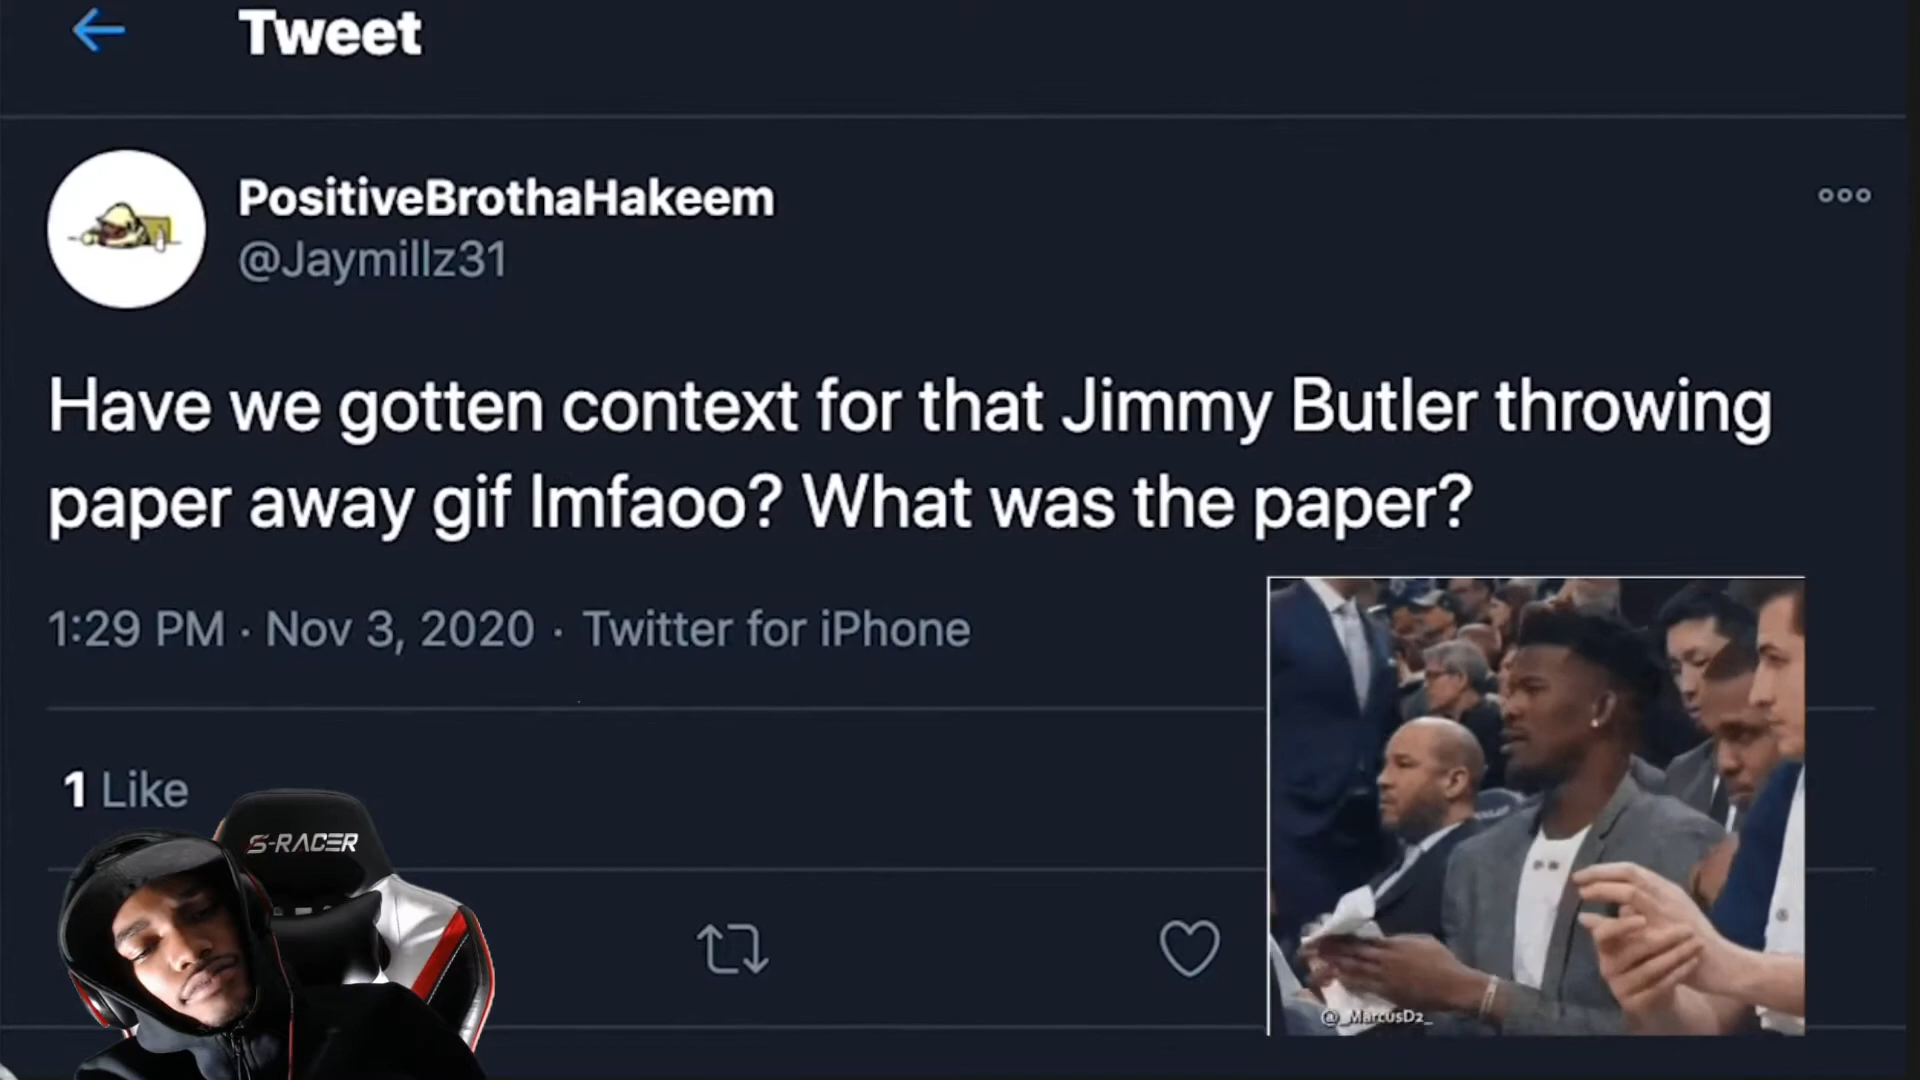 Tweet
PositiveBrothaHakeem
@Jaymillz31
Have we gotten context for that Jimmy Butler throwing
paper away gif lmfaoo? What was the paper?
1:29 PM · Nov 3, 2020 · Twitter for iPhone
1 Like
S-RACER
@_MarcusD2_